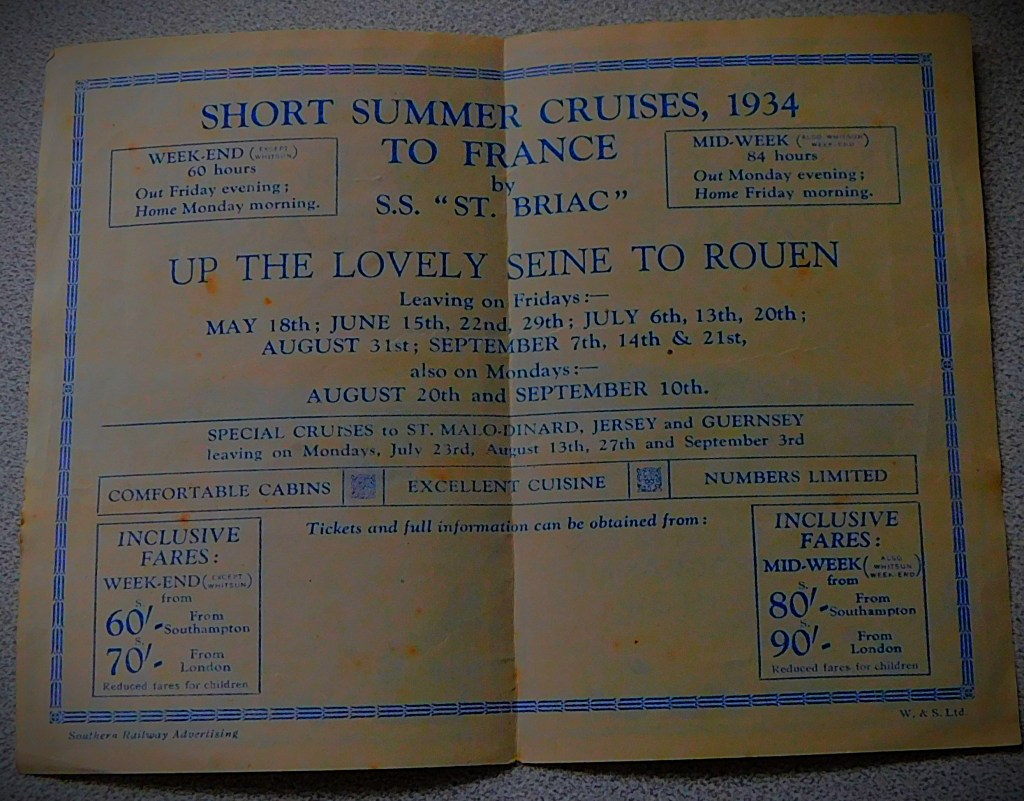 SHORT SUMMER CRUISES, 1934
TO FRANCE
by
S.S. "ST. BRIAC"
WEEK-END (EXCEPT WHITSUN)
60 hours
Out Friday evening;
Home Monday morning.
MID-WEEK (ALSO WHITSUN WEEK-END)
84 hours
Out Monday evening;
Home Friday morning.
UP THE LOVELY SEINE TO ROUEN
Leaving on Fridays:—
MAY 18th; JUNE 15th, 22nd, 29th; JULY 6th, 13th, 20th;
AUGUST 31st; SEPTEMBER 7th, 14th & 21st,
also on Mondays:—
AUGUST 20th and SEPTEMBER 10th.
SPECIAL CRUISES to ST. MALO-DINARD, JERSEY and GUERNSEY
leaving on Mondays, July 23rd, August 13th, 27th and September 3rd
COMFORTABLE CABINS EXCELLENT CUISINE NUMBERS LIMITED
Tickets and full information can be obtained from:
INCLUSIVE
FARES:
WEEK-END (EXCEPT WHITSUN)
from
S.
60/- From
Southampton
S.
70/- From
London
Reduced fares for children
INCLUSIVE
FARES:
MID-WEEK (ALSO WHITSUN WEEK-END)
from
S.
80/- From
Southampton
S.
90/- From
London
Reduced fares for children
Southern Railway Advertising
W. & S. Ltd.